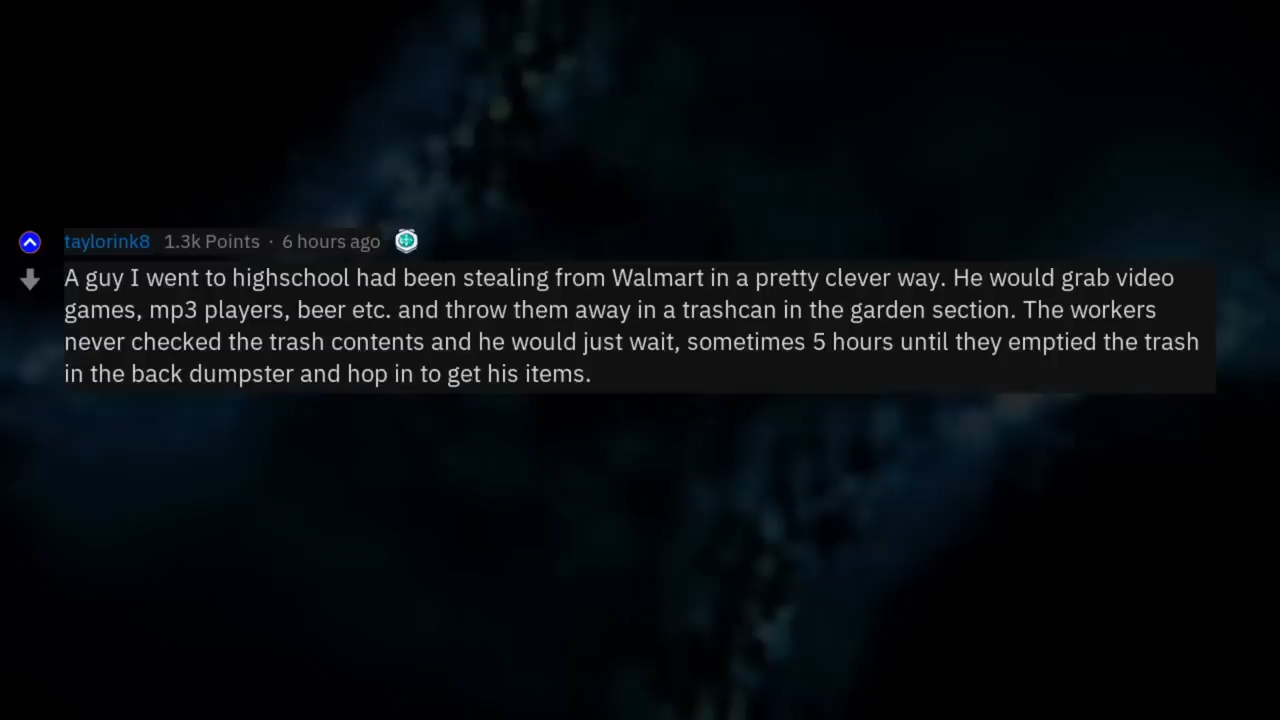 taylorink8 1.3k Points · 6 hours ago
A guy I went to highschool had been stealing from Walmart in a pretty clever way. He would grab video
games, mp3 players, beer etc. and throw them away in a trashcan in the garden section. The workers
never checked the trash contents and he would just wait, sometimes 5 hours until they emptied the trash
in the back dumpster and hop in to get his items.